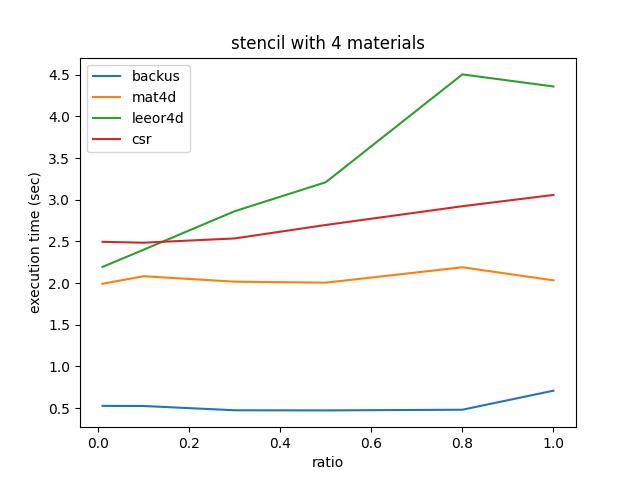 stencil with 4 materials
backus
mat4d
leeor4d
csr
4.5
4.0
3.5
3.0
2.5
2.0
1.5
1.0
0.5
execution time (sec)
0.0 0.2 0.4 0.6 0.8 1.0
ratio